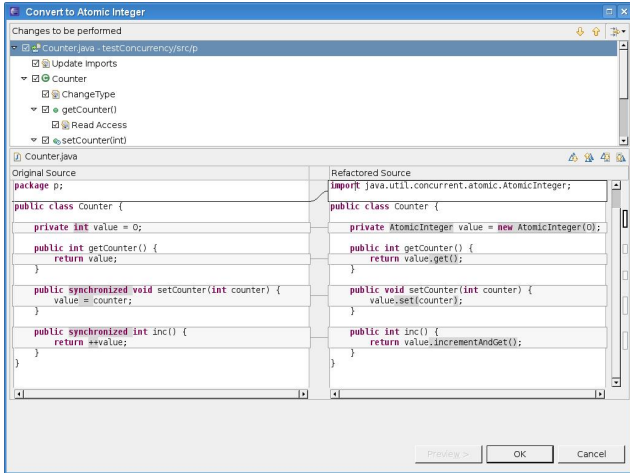 Convert to Atomic Integer
Changes to be performed
Counter.java - testConcurrency/src/p
Update Imports
Counter
ChangeType
getCounter()
Read Access
setCounter(int)
Counter.java
Original Source
Refactored Source
package p;
public class Counter {
private int value = 0;
public int getCounter() {
return value;
}
public synchronized void setCounter(int counter) {
value = counter;
}
public synchronized int inc() {
return ++value;
}
}
import java.util.concurrent.atomic.AtomicInteger;
public class Counter {
private AtomicInteger value = new AtomicInteger(0);
public int getCounter() {
return value.get();
}
public void setCounter(int counter) {
value.set(counter);
}
public int inc() {
return value.incrementAndGet();
}
}
Preview >
OK
Cancel